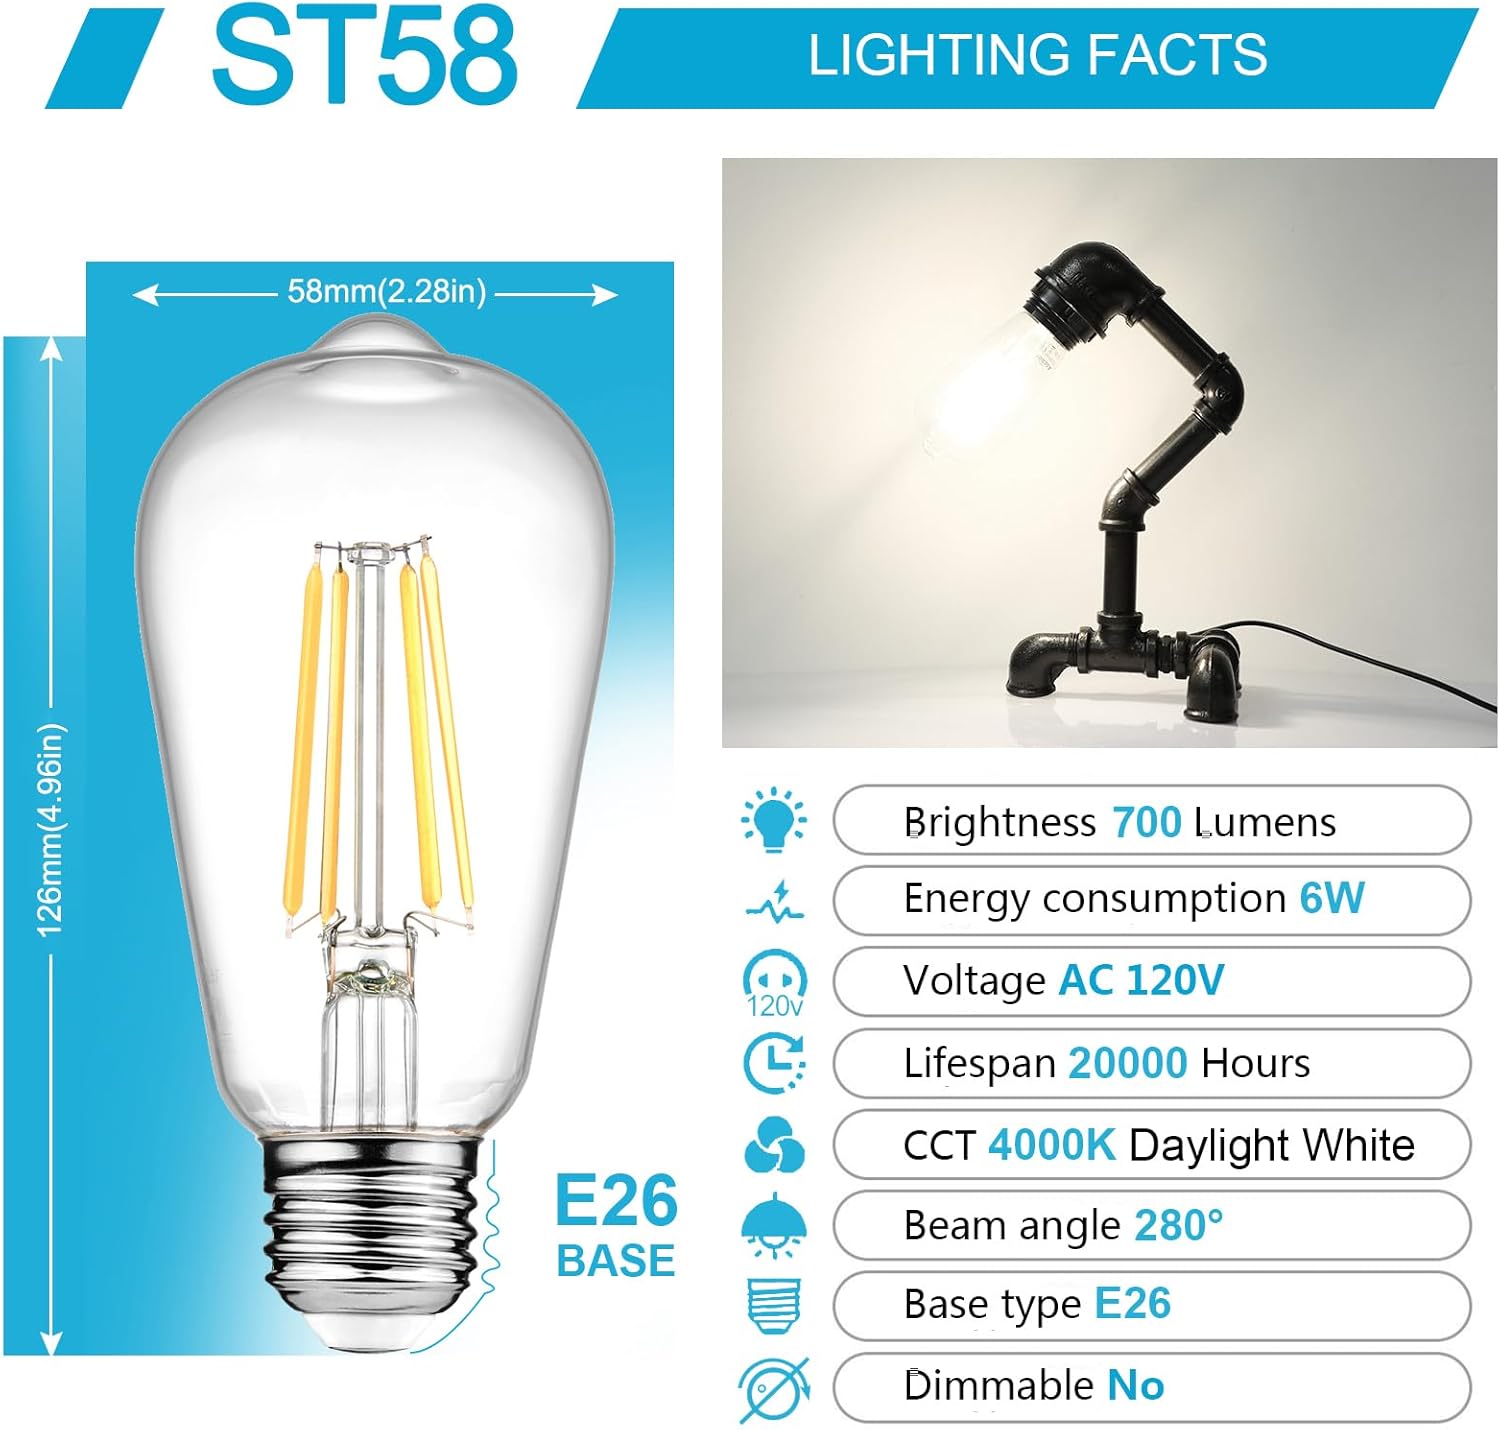 ST58
LIGHTING FACTS
58mm(2.28in)
126mm(4.96in)
E26
BASE
Brightness 700 Lumens
Energy consumption 6W
Voltage AC 120V
120v
Lifespan 20000 Hours
CCT 4000K Daylight White
Beam angle 280°
Base type E26
Dimmable No